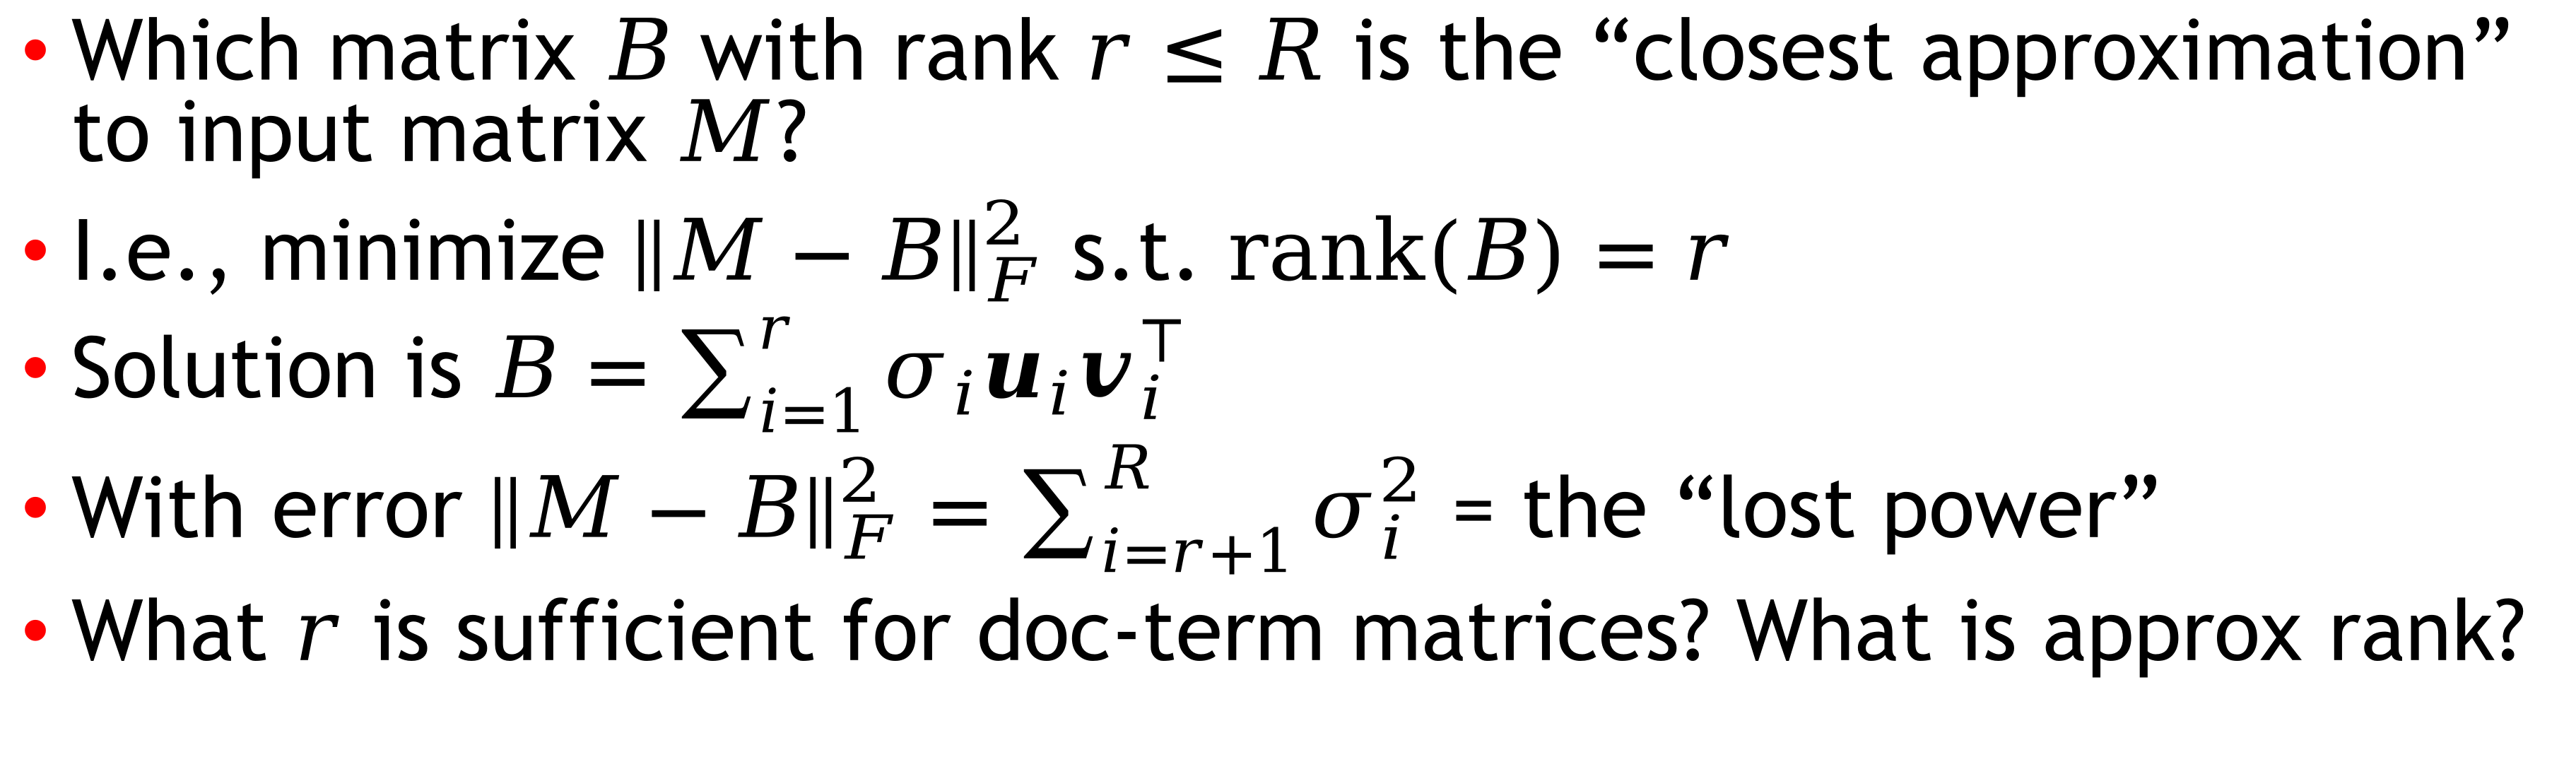 • Which matrix B with rank r ≤ R is the “closest approximation”
to input matrix M?
• I.e., minimize ‖M − B‖²_F s.t. rank(B) = r
• Solution is B = ∑_{i=1}^{r} σ_i 𝒖_i 𝒗_i^⊤
• With error ‖M − B‖²_F = ∑_{i=r+1}^{R} σ_i^2 = the “lost power”
• What r is sufficient for doc-term matrices? What is approx rank?